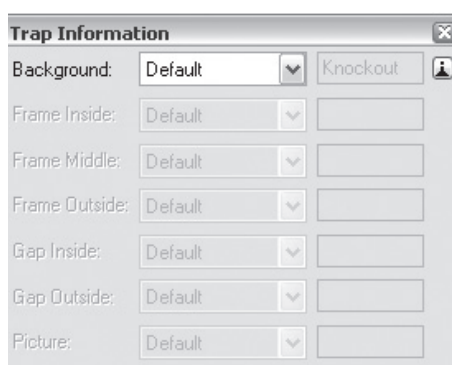 Trap Information
Background: Default Knockout
Frame Inside: Default
Frame Middle: Default
Frame Outside: Default
Gap Inside: Default
Gap Outside: Default
Picture: Default